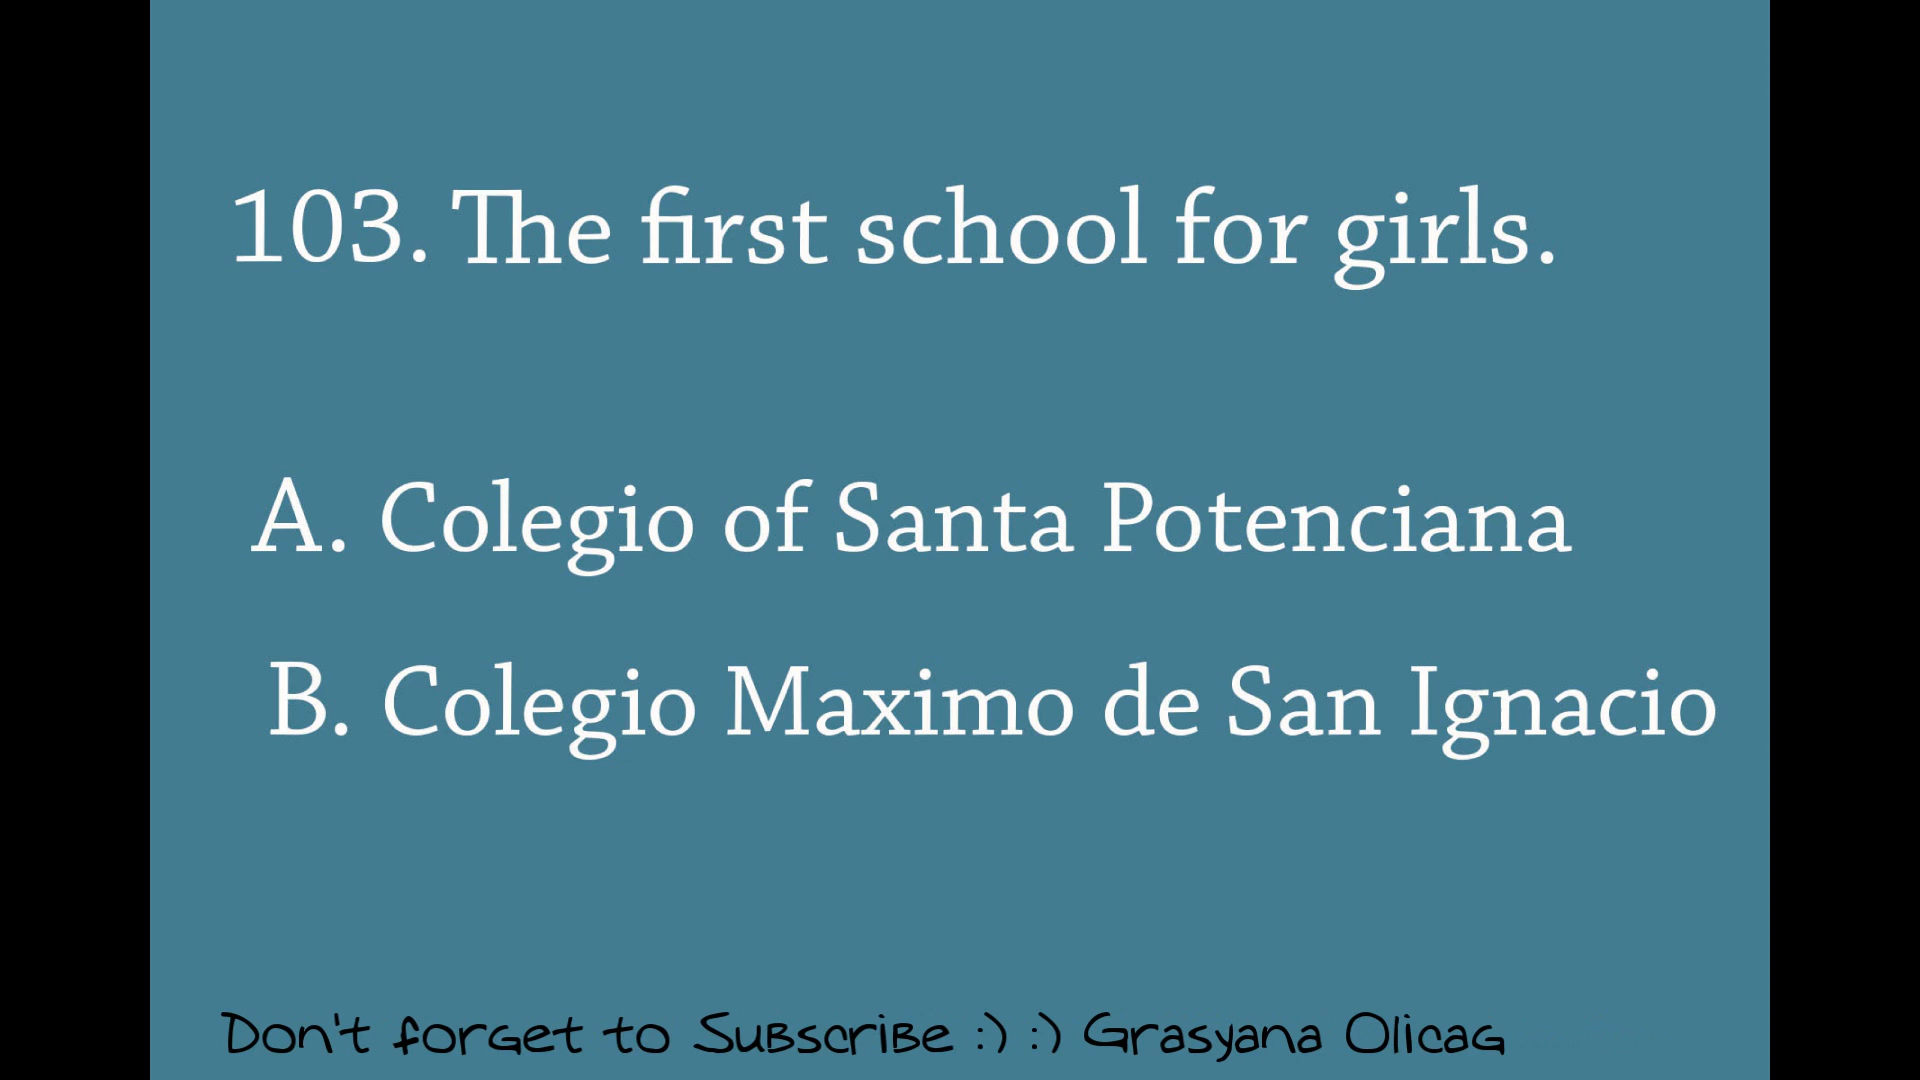 103. The first school for girls.
A. Colegio of Santa Potenciana
B. Colegio Maximo de San Ignacio
Don't forget to Subscribe :) :) Grasyana Olicag